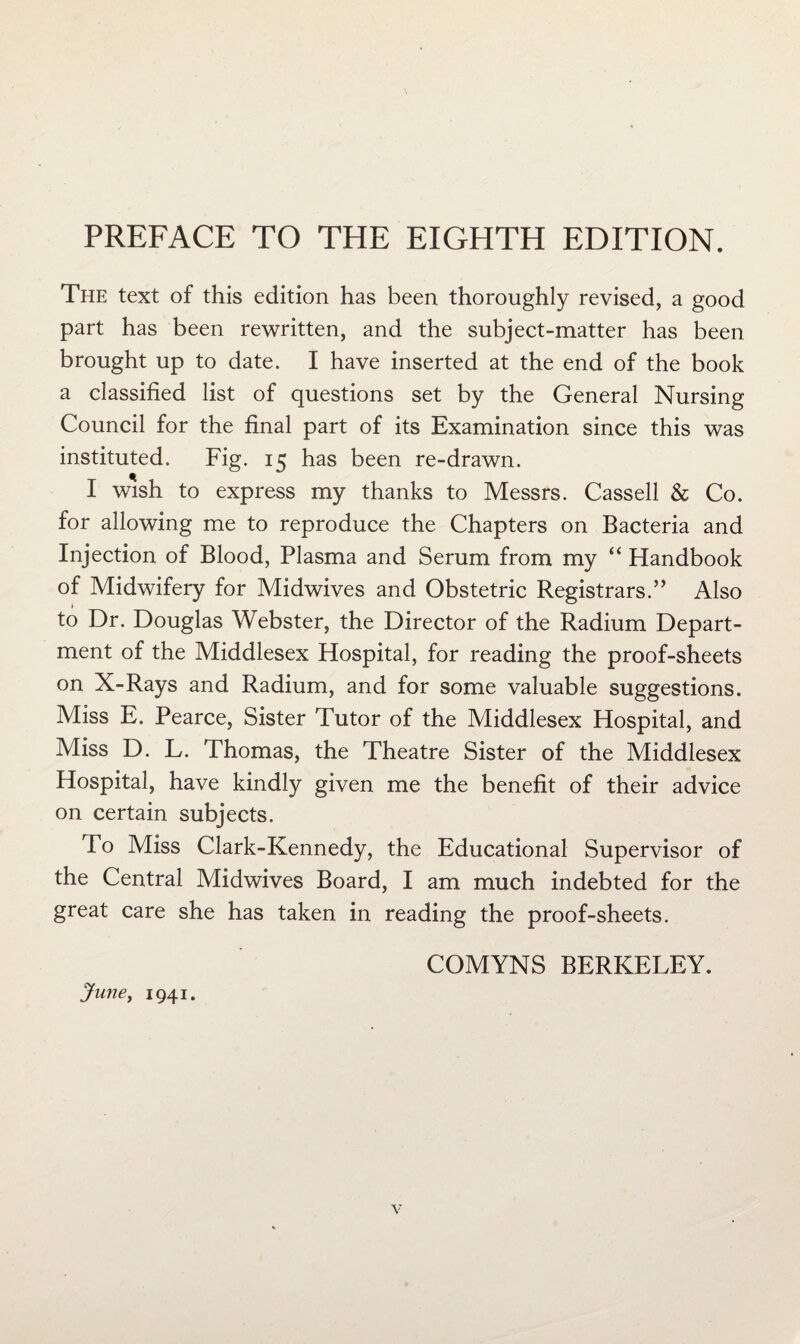 PREFACE TO THE EIGHTH EDITION.
The text of this edition has been thoroughly revised, a good
part has been rewritten, and the subject-matter has been
brought up to date. I have inserted at the end of the book
a classified list of questions set by the General Nursing
Council for the final part of its Examination since this was
instituted. Fig. 15 has been re-drawn.
I wish to express my thanks to Messrs. Cassell & Co.
for allowing me to reproduce the Chapters on Bacteria and
Injection of Blood, Plasma and Serum from my “ Handbook
of Midwifery for Midwives and Obstetric Registrars.” Also
to Dr. Douglas Webster, the Director of the Radium Depart-
ment of the Middlesex Hospital, for reading the proof-sheets
on X-Rays and Radium, and for some valuable suggestions.
Miss E. Pearce, Sister Tutor of the Middlesex Hospital, and
Miss D. L. Thomas, the Theatre Sister of the Middlesex
Hospital, have kindly given me the benefit of their advice
on certain subjects.
To Miss Clark-Kennedy, the Educational Supervisor of
the Central Midwives Board, I am much indebted for the
great care she has taken in reading the proof-sheets.
COMYNS BERKELEY.
June, 1941.
v